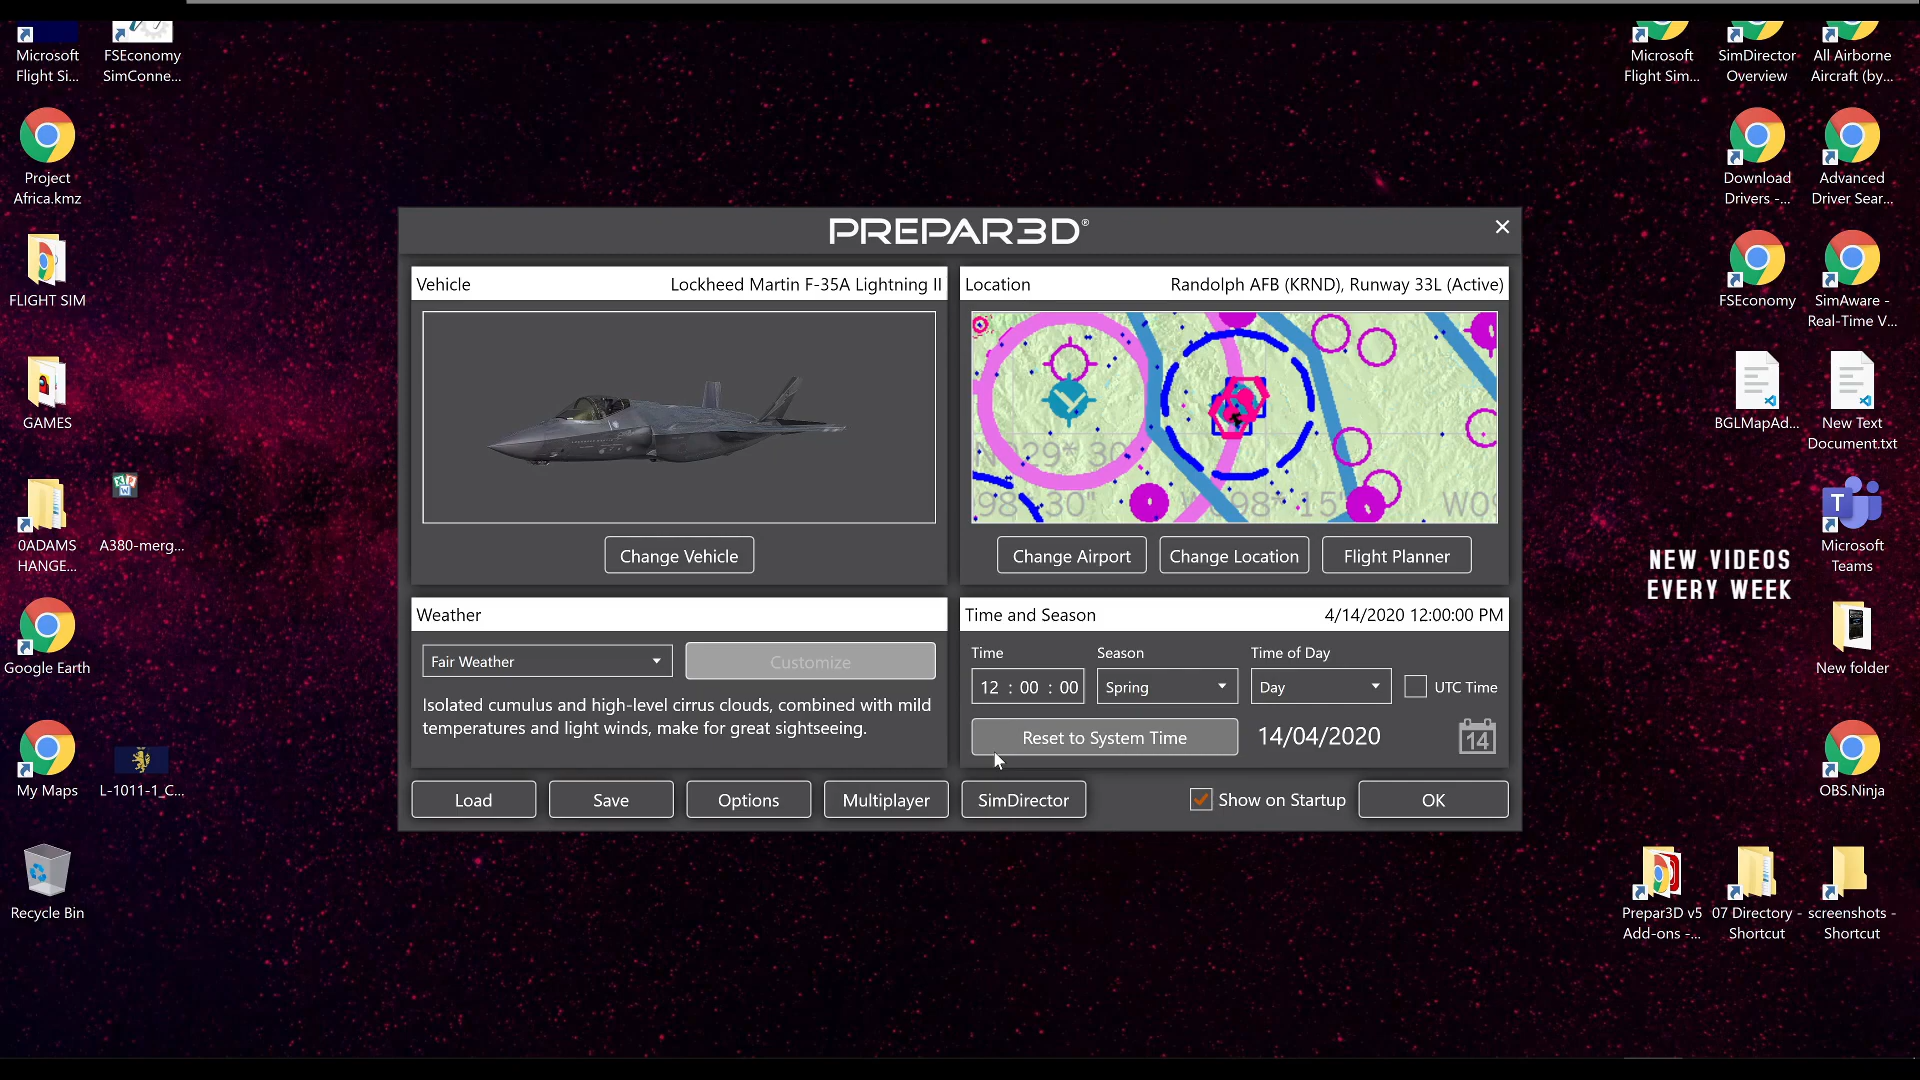 Microsoft
Flight Si...
FSEconomy
SimConne...
Project
Africa.kmz
FLIGHT SIM
GAMES
0ADAMS
HANGE...
A380-merg...
Google Earth
My Maps
L-1011-1_C...
Recycle Bin
PREPAR3D®
Vehicle
Lockheed Martin F-35A Lightning II
Change Vehicle
Location
Randolph AFB (KRND), Runway 33L (Active)
N 29* 30
98* 30"
W 098* 15"
W09
Change Airport
Change Location
Flight Planner
Weather
Fair Weather
Customize
Isolated cumulus and high-level cirrus clouds, combined with mild
temperatures and light winds, make for great sightseeing.
Time and Season
4/14/2020 12:00:00 PM
Time
Season
Time of Day
12 : 00 : 00
Spring
Day
UTC Time
Reset to System Time
14/04/2020
14
Load
Save
Options
Multiplayer
SimDirector
Show on Startup
OK
Microsoft
Flight Sim...
SimDirector
Overview
All Airborne
Aircraft (by...
Download
Drivers -...
Advanced
Driver Sear...
FSEconomy
SimAware -
Real-Time V...
BGLMapAd...
New Text
Document.txt
T
Microsoft
Teams
NEW VIDEOS
EVERY WEEK
New folder
OBS.Ninja
Prepar3D v5
Add-ons -...
07 Directory -
Shortcut
screenshots -
Shortcut